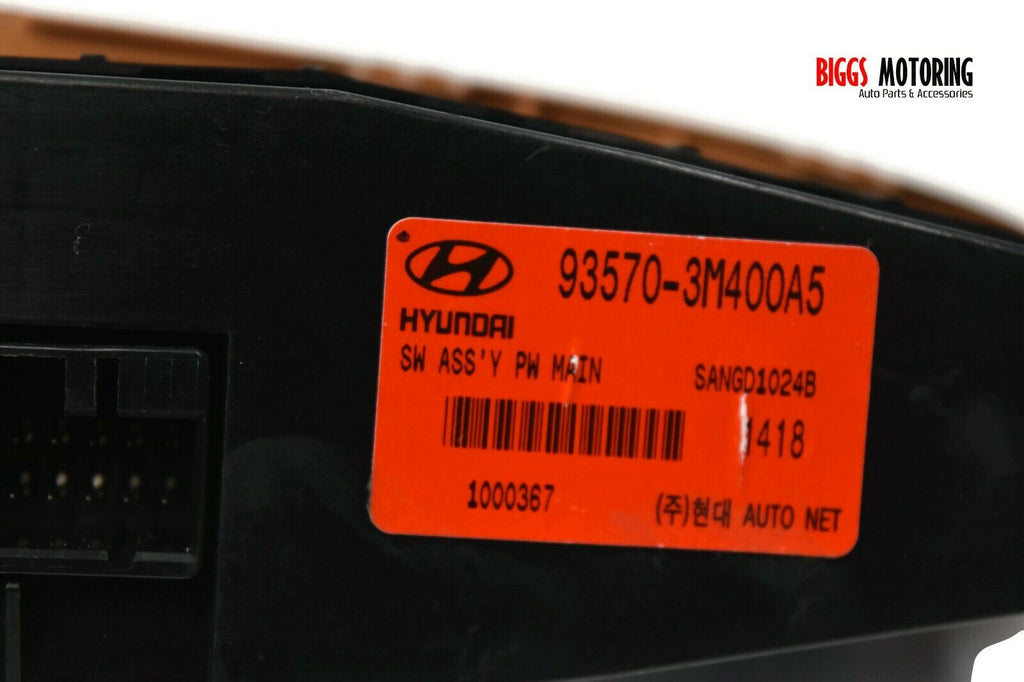 BIGGS MOTORING
Auto Parts & Accessories
93570-3M400A5
HYUNDAI
SW ASS'Y PW MAIN
SANGD1024B
1418
1000367
(주)현대 AUTO NET